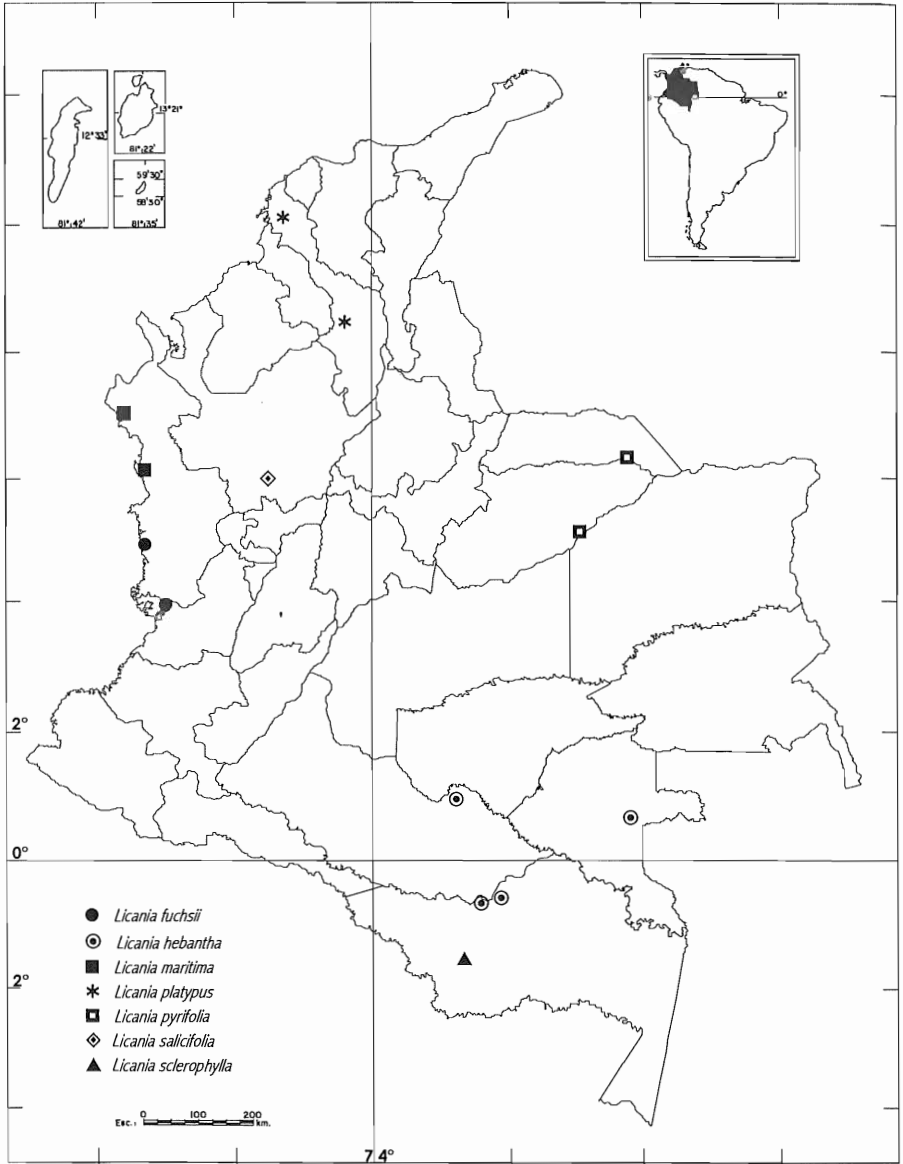 12°33'
13°21'
81°22'
59'30"
58'30"
81°42'
81°35'
0°
2°
0°
2°
Licania fuchsii
Licania hebantha
Licania maritima
Licania platypus
Licania pyrifolia
Licania salicifolia
Licania sclerophylla
0 100 200
Esc.: km.
74°